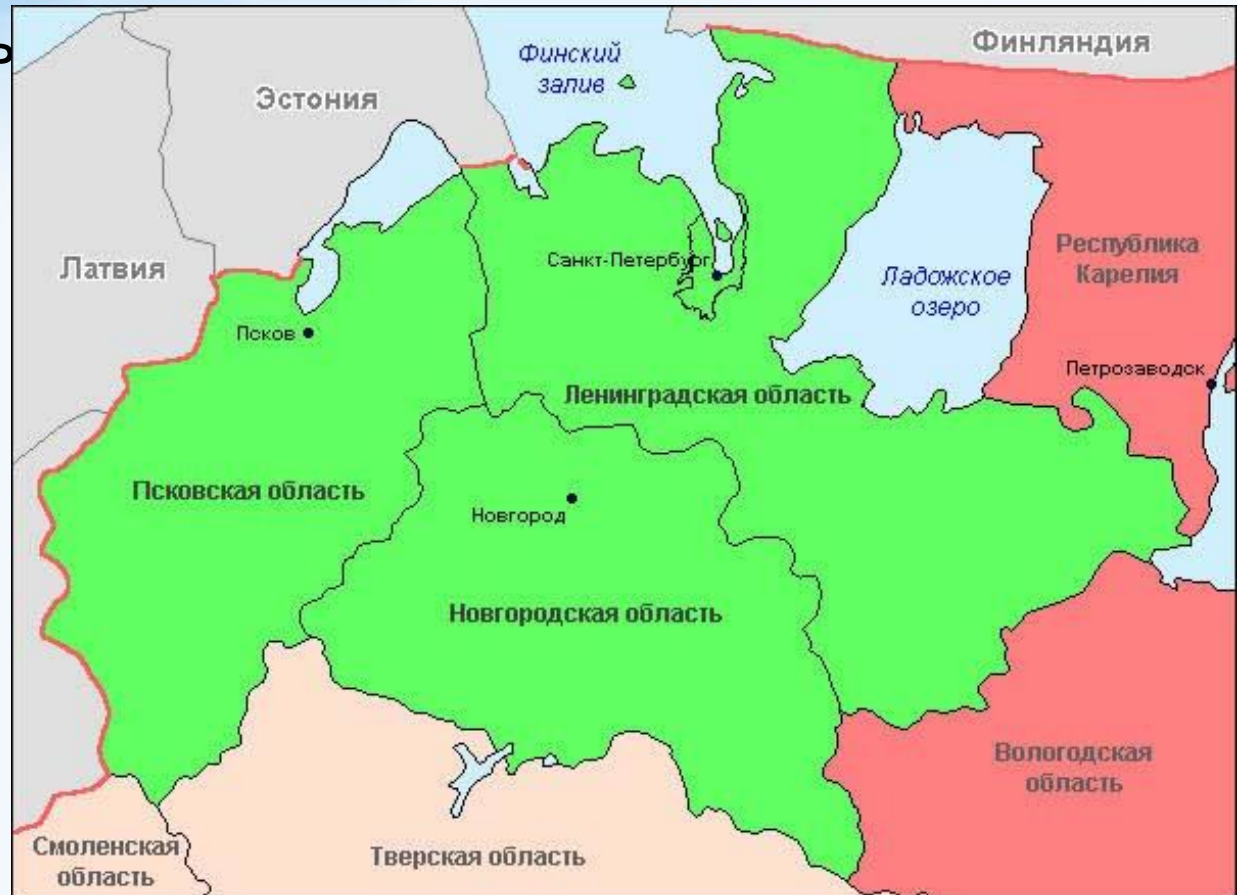 Р
Финляндия
Финский
залив
Эстония
Республика
Карелия
Санкт-Петербург
Латвия
Ладожское
озеро
Псков
Петрозаводск
Ленинградская область
Псковская область
Новгород
Новгородская область
Вологодская
область
Смоленская
область
Тверская область